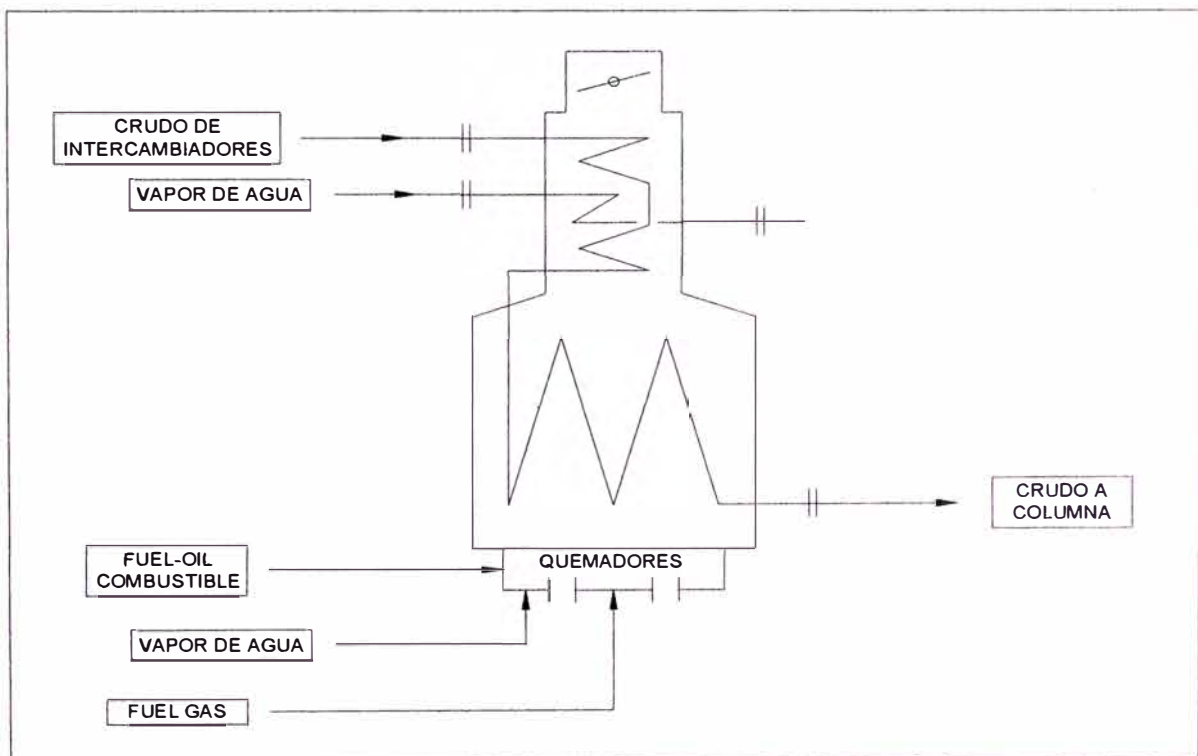 CRUDO DE
INTERCAMBIADORES
VAPOR DE AGUA
CRUDO A
COLUMNA
FUEL-OIL
COMBUSTIBLE
QUEMADORES
VAPOR DE AGUA
FUEL GAS